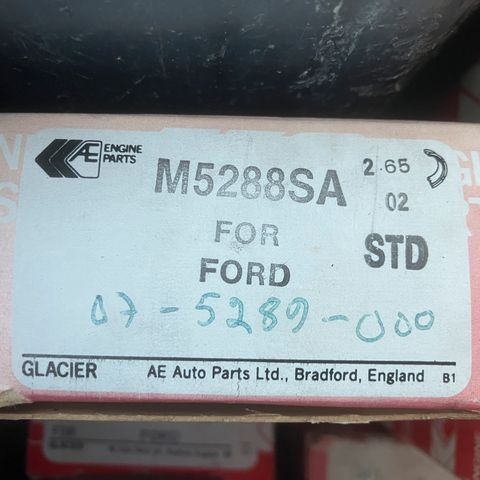 AE ENGINE PARTS
M5288SA
2.65
02
FOR
FORD
STD
07-5289-000
GLACIER AE Auto Parts Ltd., Bradford, England B1